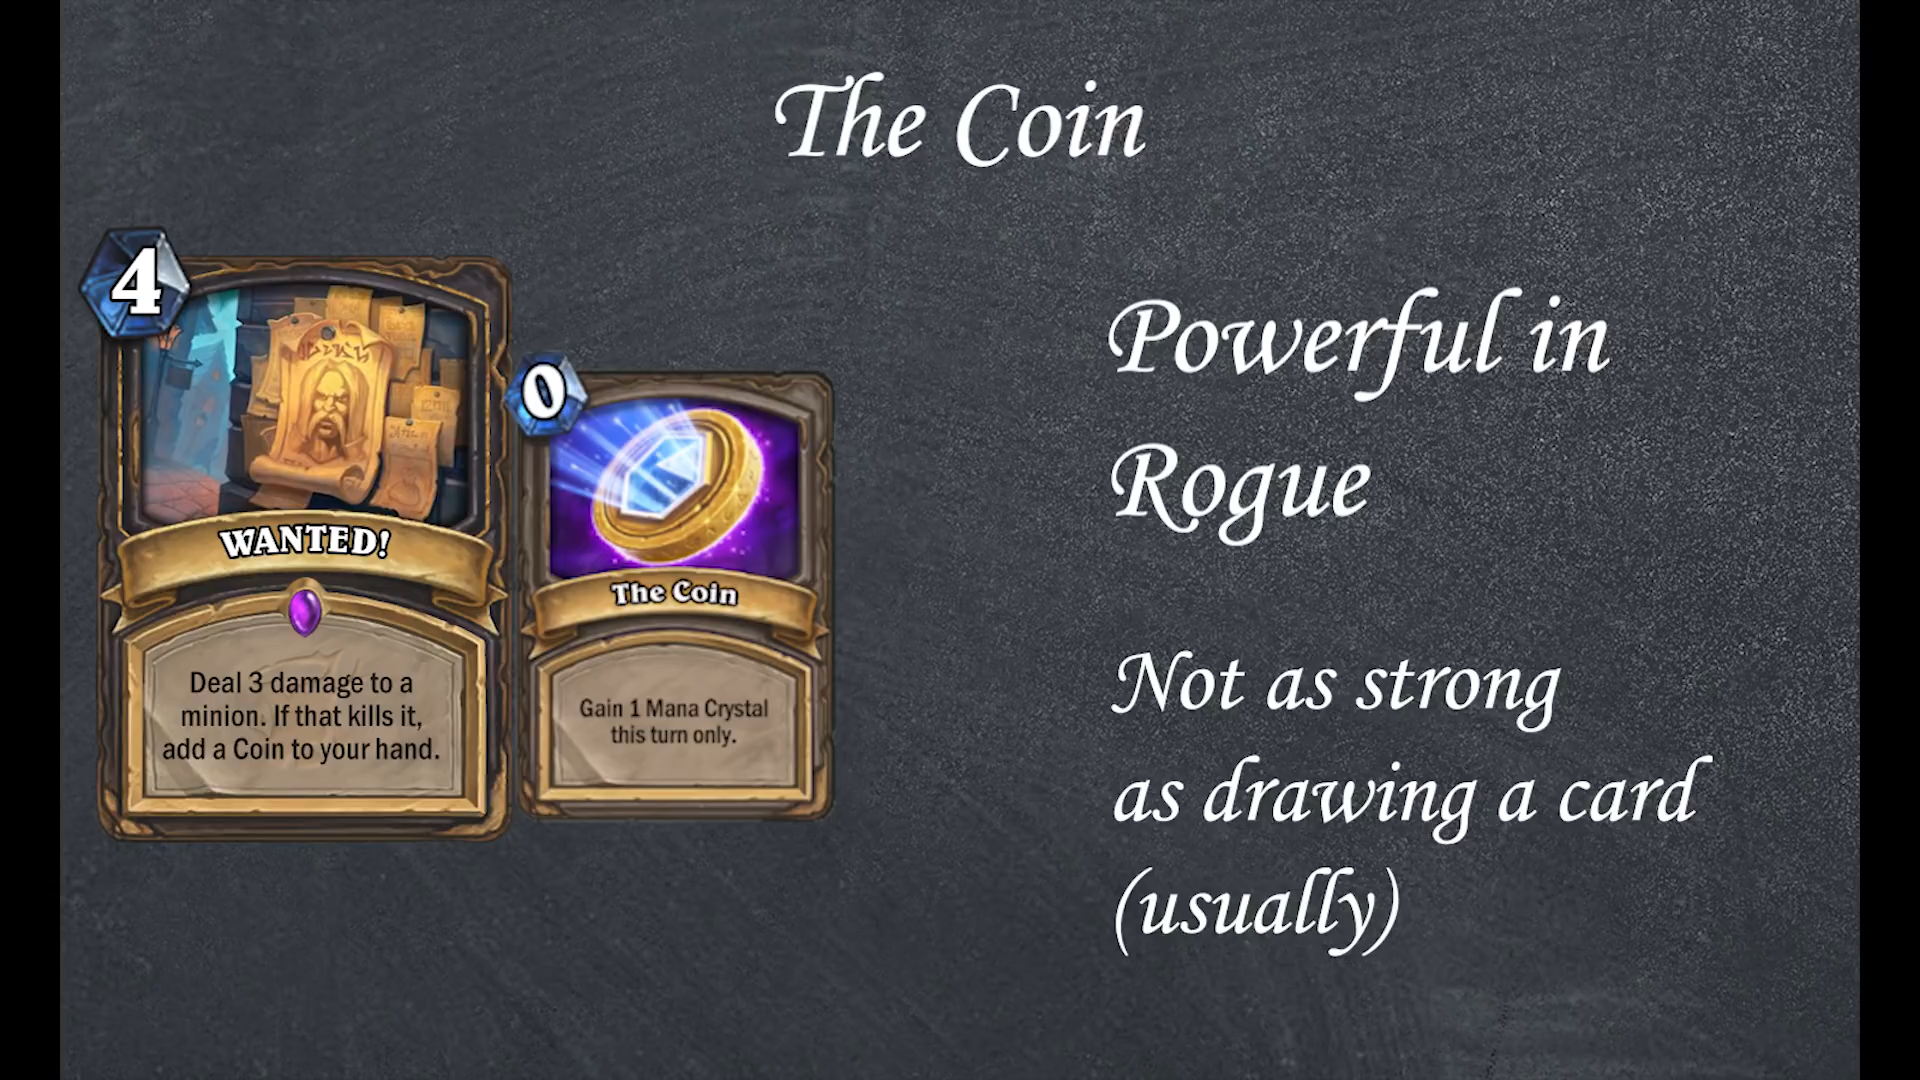 The Coin
4
WANTED!
Deal 3 damage to a
minion. If that kills it,
add a Coin to your hand.
0
The Coin
Gain 1 Mana Crystal
this turn only.
Powerful in
Rogue
Not as strong
as drawing a card
(usually)